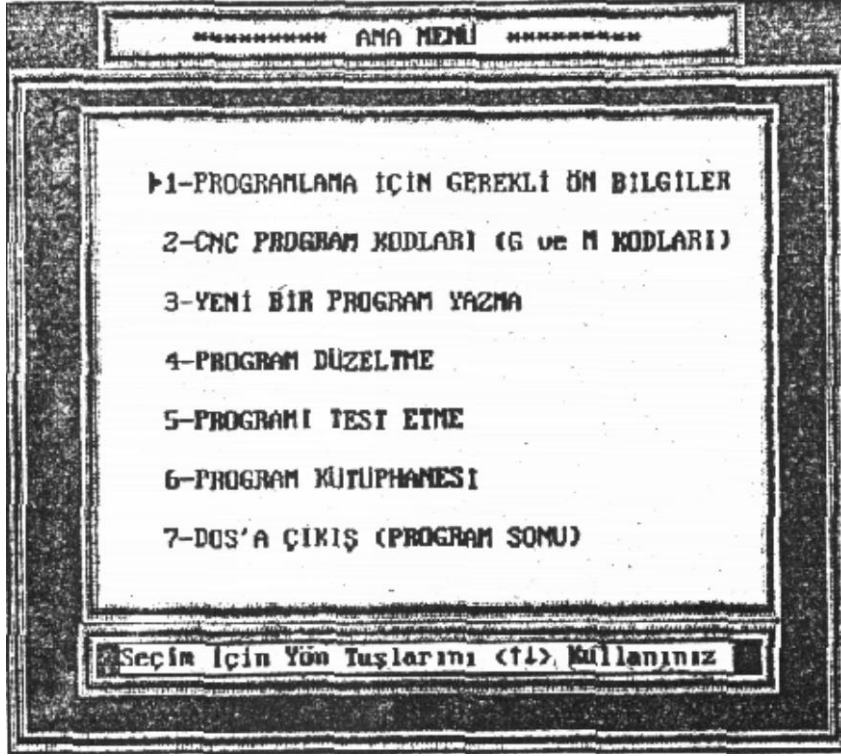 ********* ANA MENÜ *********
►1-PROGRAMLAMA İÇİN GEREKLİ ÖN BİLGİLER
2-CNC PROGRAM KODLARI (G ve M KODLARI)
3-YENİ BİR PROGRAM YAZMA
4-PROGRAM DÜZELTME
5-PROGRAMI TEST ETME
6-PROGRAM KÜTÜPHANESİ
7-DOS'A ÇIKIŞ (PROGRAM SONU)
Seçim İçin Yön Tuşlarını <↑↓> Kullanınız